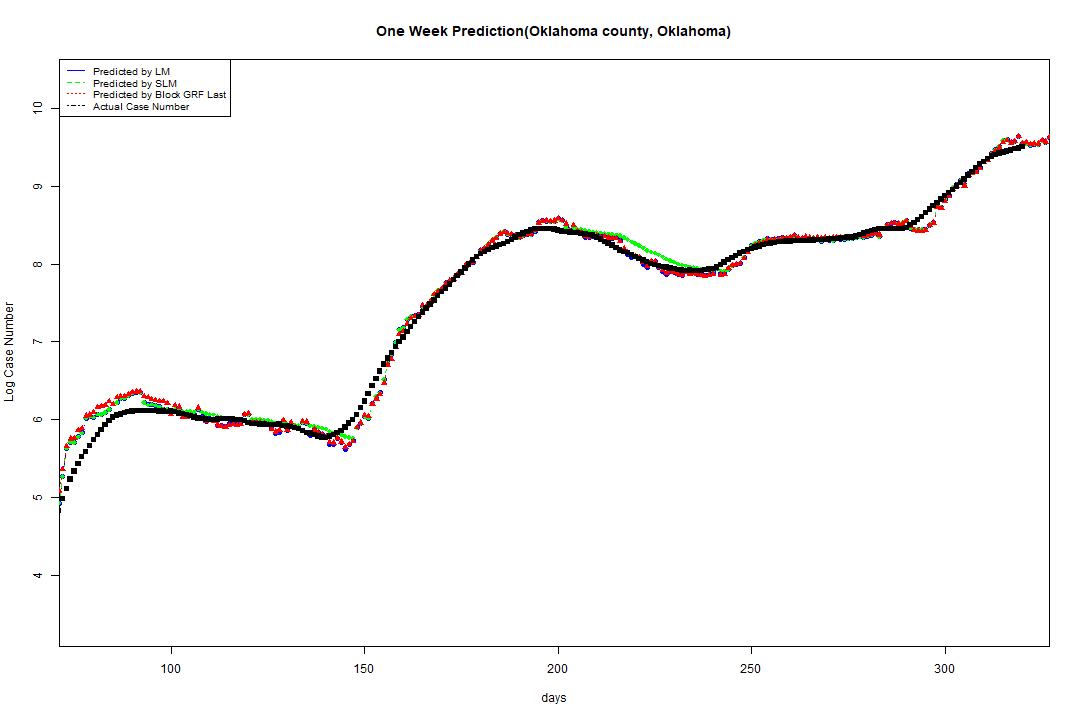 One Week Prediction(Oklahoma county, Oklahoma)
Predicted by LM
Predicted by SLM
Predicted by Block GRF Last
Actual Case Number
10
9
8
7
6
5
4
Log Case Number
100
150
200
250
300
days